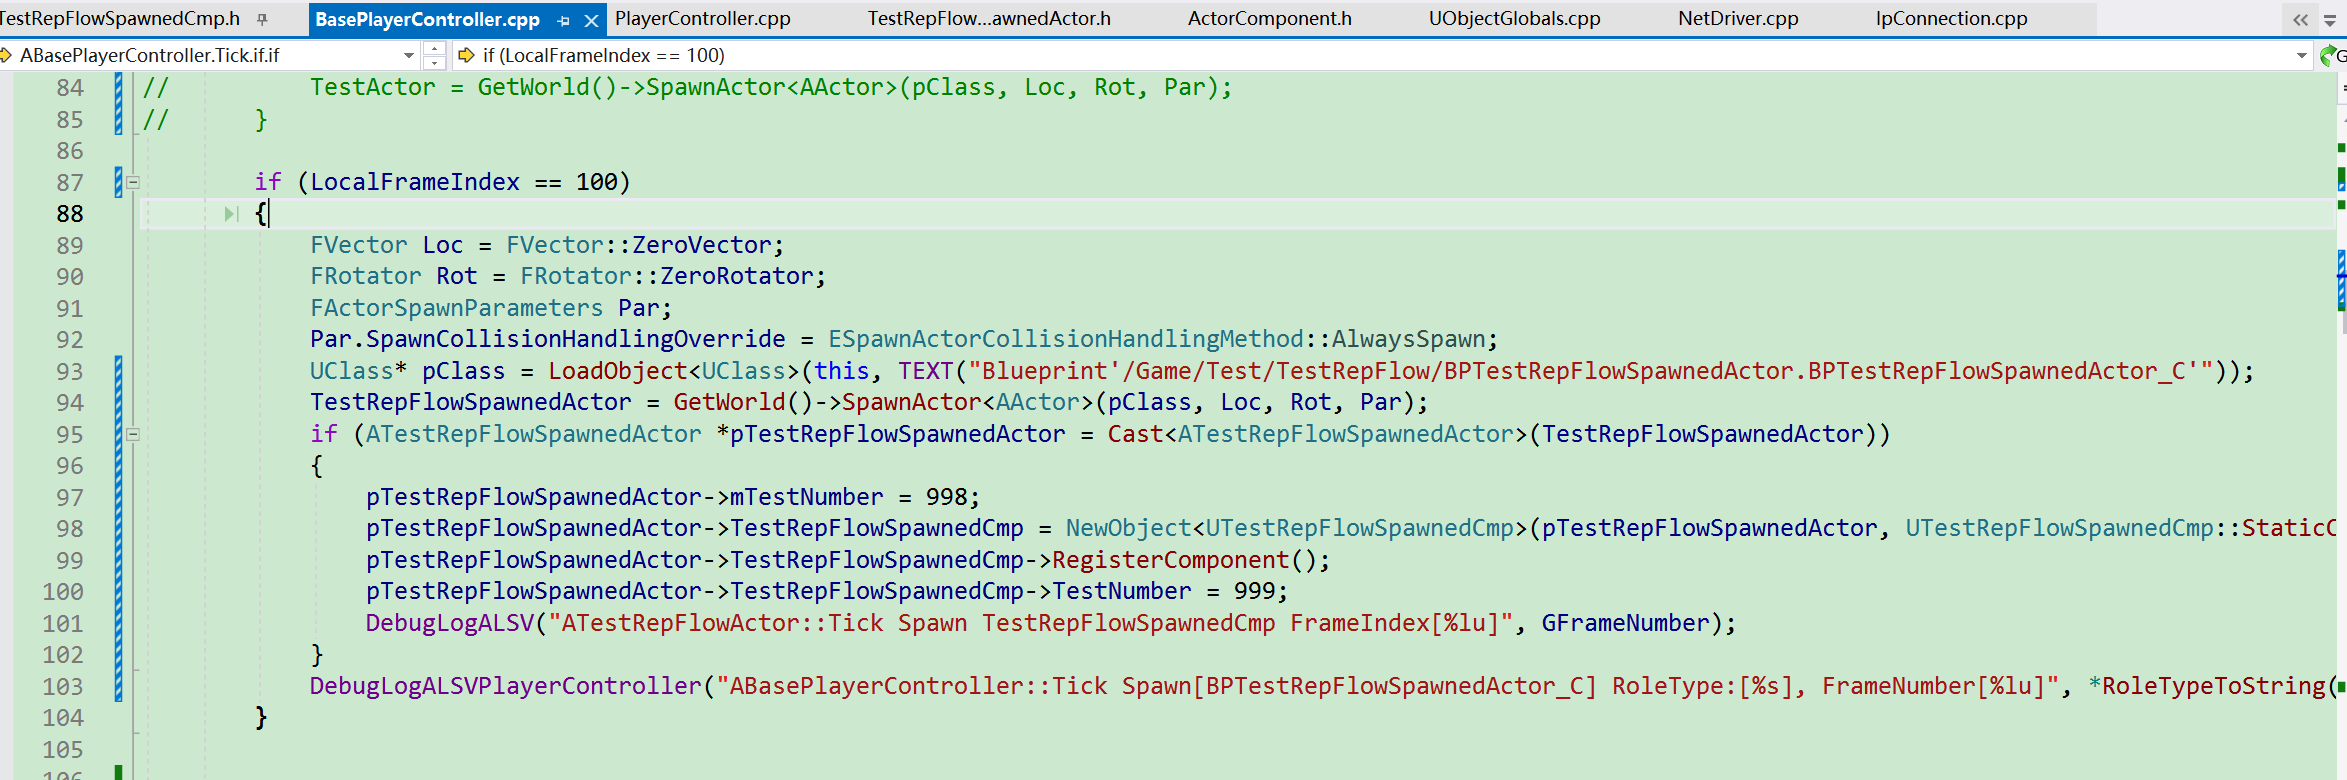 TestRepFlowSpawnedCmp.h BasePlayerController.cpp PlayerController.cpp TestRepFlow...awnedActor.h ActorComponent.h UObjectGlobals.cpp NetDriver.cpp IpConnection.cpp
ABasePlayerController.Tick.if.if if (LocalFrameIndex == 100) G
84 // TestActor = GetWorld()->SpawnActor<AActor>(pClass, Loc, Rot, Par);
85 // }
86
87 if (LocalFrameIndex == 100)
88 {
89 FVector Loc = FVector::ZeroVector;
90 FRotator Rot = FRotator::ZeroRotator;
91 FActorSpawnParameters Par;
92 Par.SpawnCollisionHandlingOverride = ESpawnActorCollisionHandlingMethod::AlwaysSpawn;
93 UClass* pClass = LoadObject<UClass>(this, TEXT("Blueprint'/Game/Test/TestRepFlow/BPTestRepFlowSpawnedActor.BPTestRepFlowSpawnedActor_C'"));
94 TestRepFlowSpawnedActor = GetWorld()->SpawnActor<AActor>(pClass, Loc, Rot, Par);
95 if (ATestRepFlowSpawnedActor *pTestRepFlowSpawnedActor = Cast<ATestRepFlowSpawnedActor>(TestRepFlowSpawnedActor))
96 {
97 pTestRepFlowSpawnedActor->mTestNumber = 998;
98 pTestRepFlowSpawnedActor->TestRepFlowSpawnedCmp = NewObject<UTestRepFlowSpawnedCmp>(pTestRepFlowSpawnedActor, UTestRepFlowSpawnedCmp::StaticC
99 pTestRepFlowSpawnedActor->TestRepFlowSpawnedCmp->RegisterComponent();
100 pTestRepFlowSpawnedActor->TestRepFlowSpawnedCmp->TestNumber = 999;
101 DebugLogALSV("ATestRepFlowActor::Tick Spawn TestRepFlowSpawnedCmp FrameIndex[%lu]", GFrameNumber);
102 }
103 DebugLogALSVPlayerController("ABasePlayerController::Tick Spawn[BPTestRepFlowSpawnedActor_C] RoleType:[%s], FrameNumber[%lu]", *RoleTypeToString(
104 }
105
106